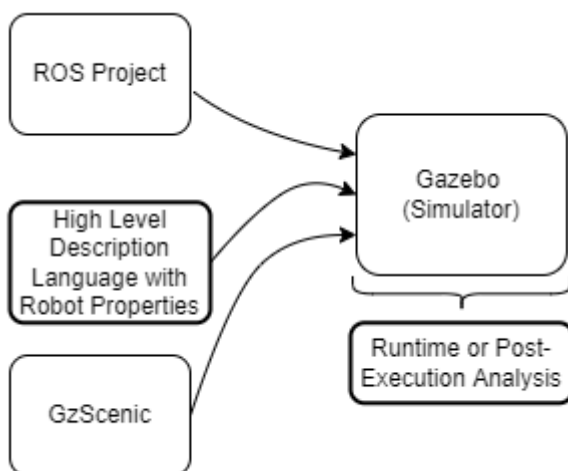 ROS Project
High Level
Description
Language with
Robot Properties
GzScenic
Gazebo
(Simulator)
Runtime or Post-
Execution Analysis